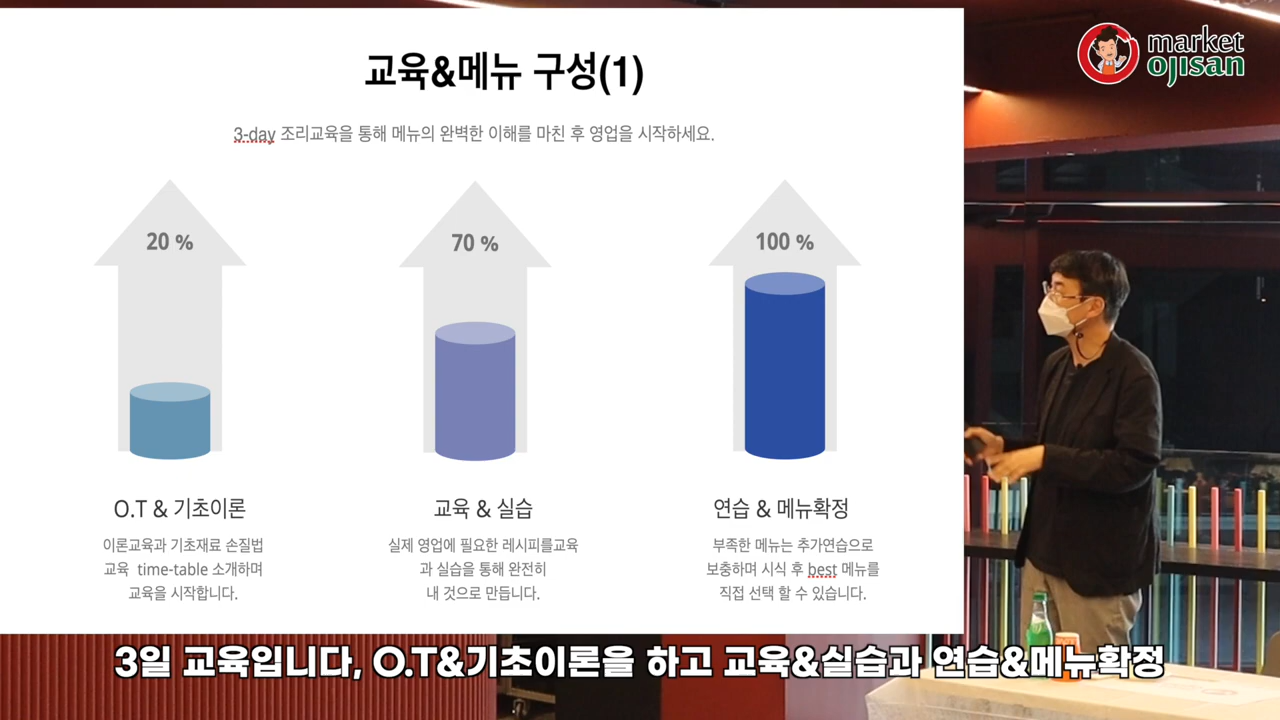 market
ojisan
교육&메뉴 구성(1)
3-day 조리교육을 통해 메뉴의 완벽한 이해를 마친 후 영업을 시작하세요.
20 %
70 %
100 %
O.T & 기초이론
이론교육과 기초재료 손질법
교육 time-table 소개하며
교육을 시작합니다.
교육 & 실습
실제 영업에 필요한 레시피를교육
과 실습을 통해 완전히
내 것으로 만듭니다.
연습 & 메뉴확정
부족한 메뉴는 추가연습으로
보충하며 시식 후 best 메뉴를
직접 선택 할 수 있습니다.
3일 교육입니다, O.T&기초이론을 하고 교육&실습과 연습&메뉴확정